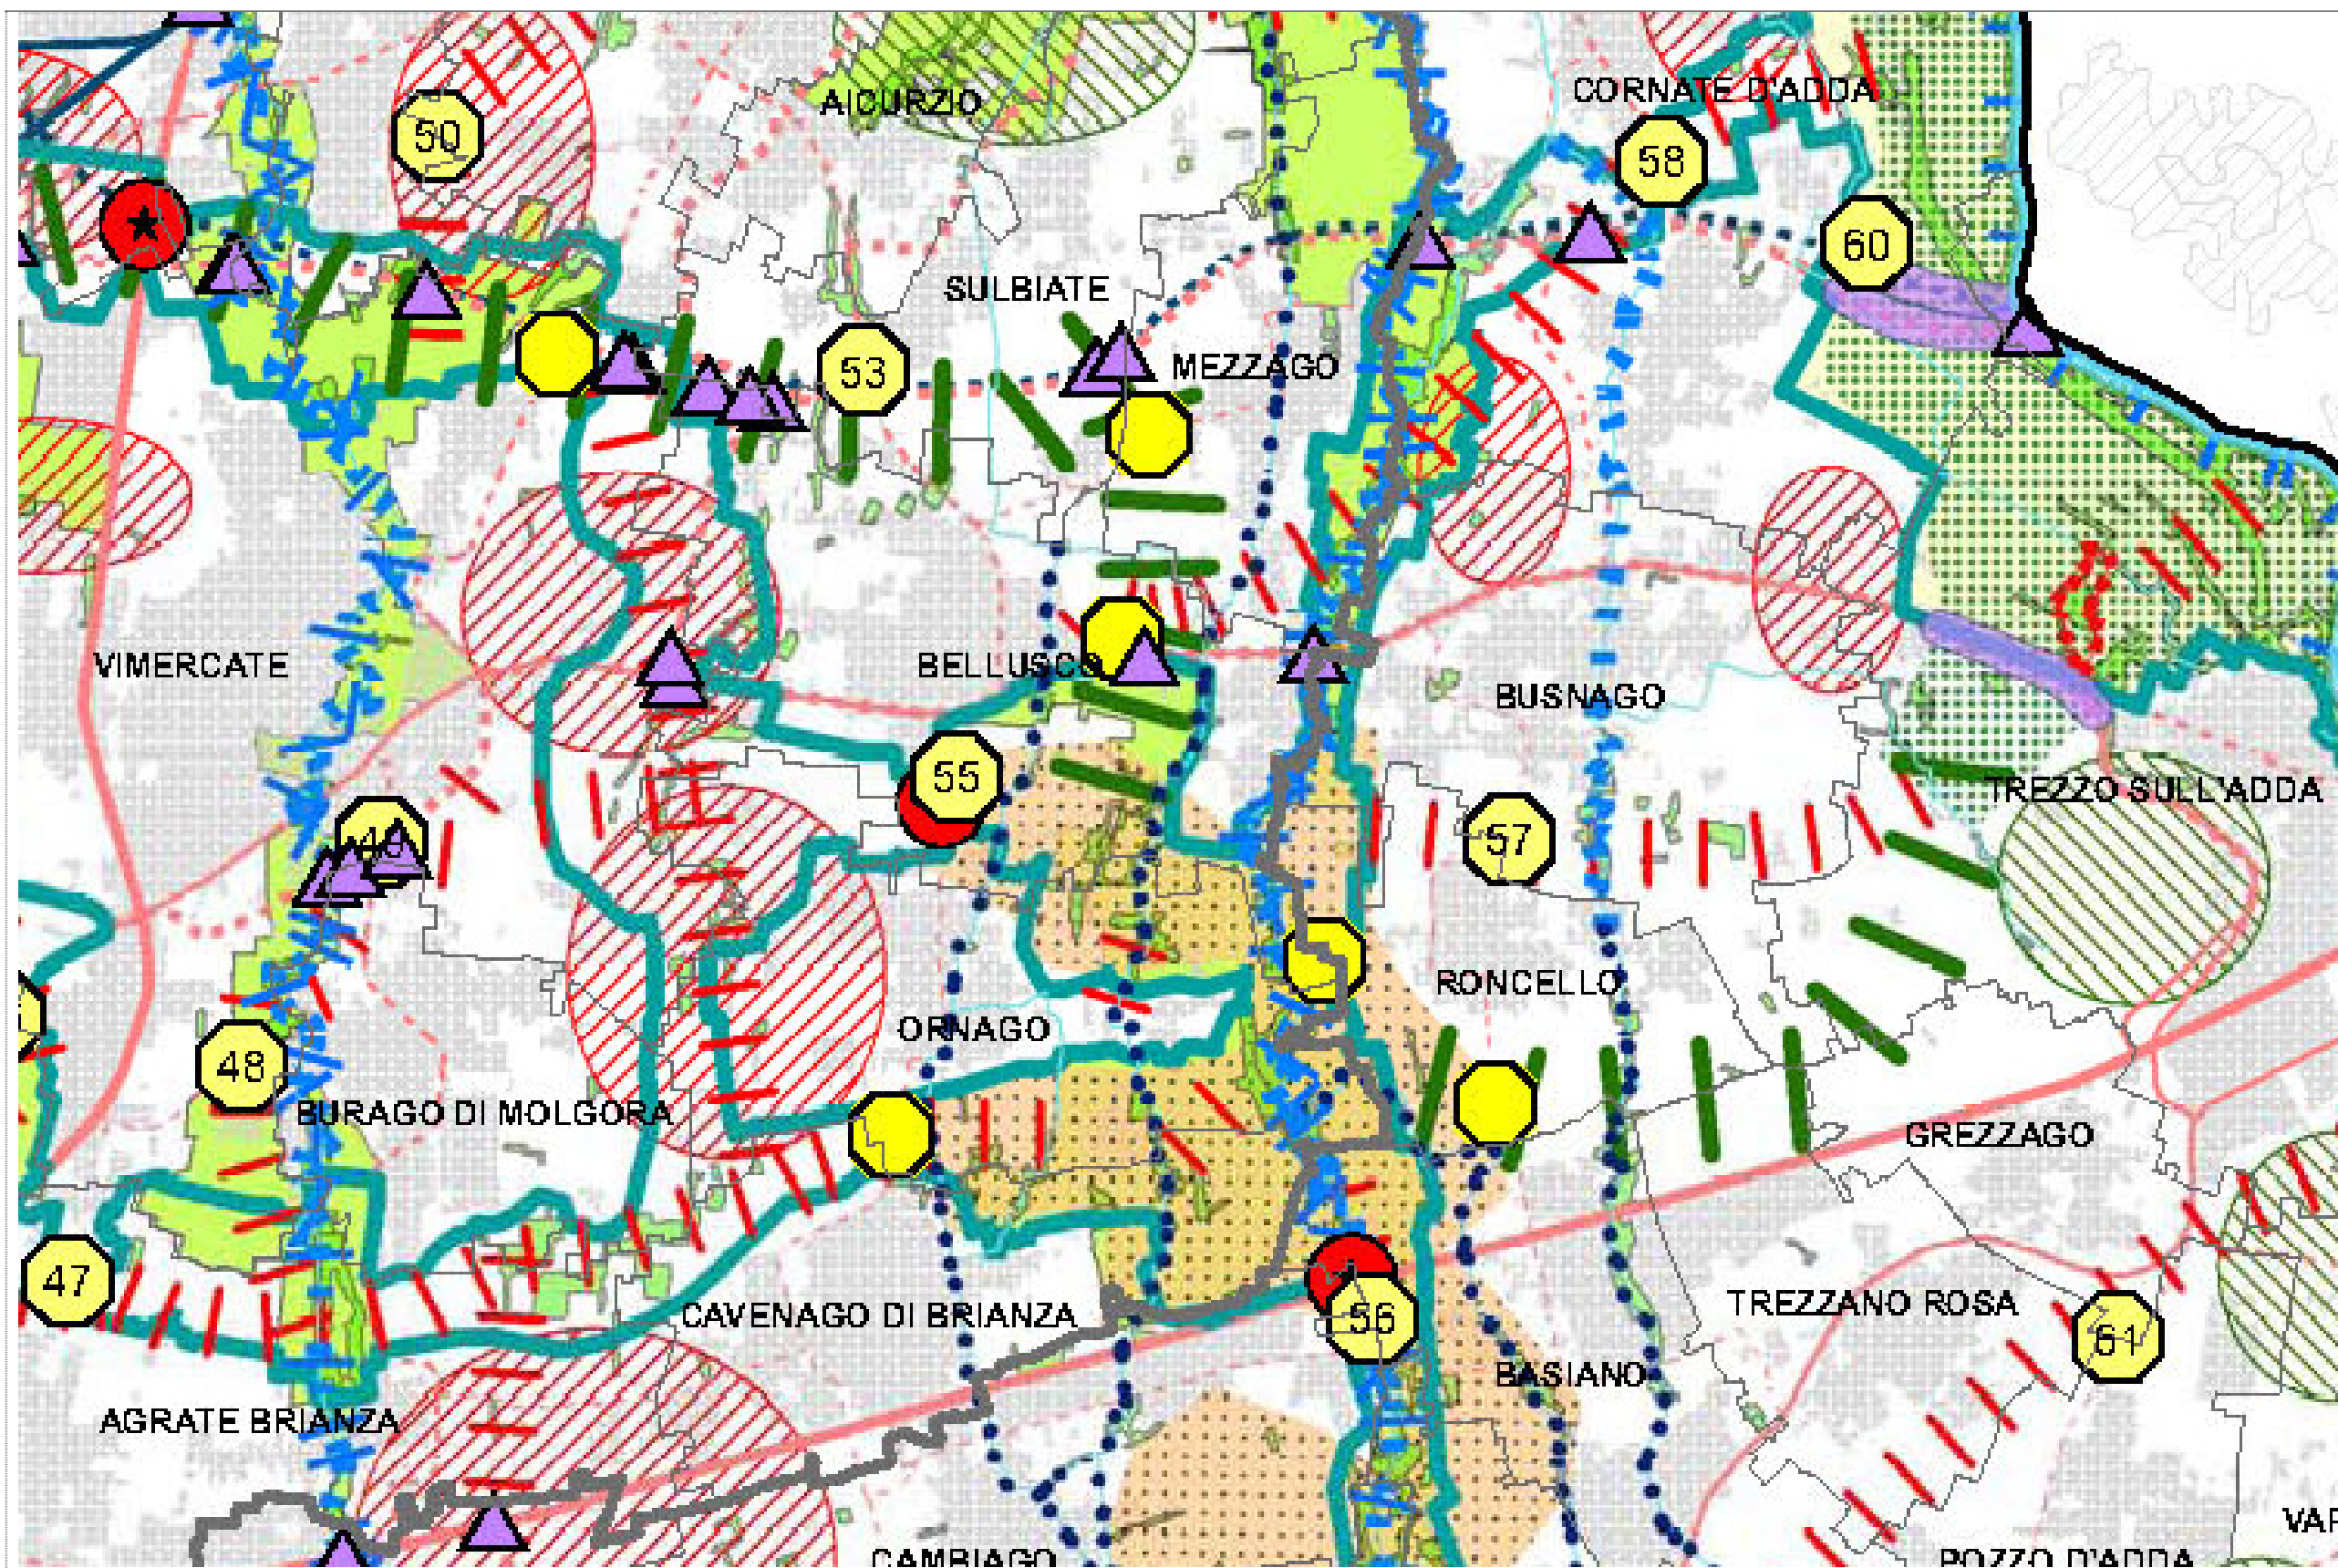 50
AICURZIO
CORNATE D'ADDA
58
60
SULBIATE
53
MEZZAGO
VIMERCATE
BELLUSCO
BUSNAGO
55
TREZZO SULL'ADDA
57
RONCELLO
ORNAGO
48
BURAGO DI MOLGORA
GREZZAGO
47
CAVENAGO DI BRIANZA
56
TREZZANO ROSA
61
BASIANO
AGRATE BRIANZA
CAMBIAGO
POZZO D'ADDA